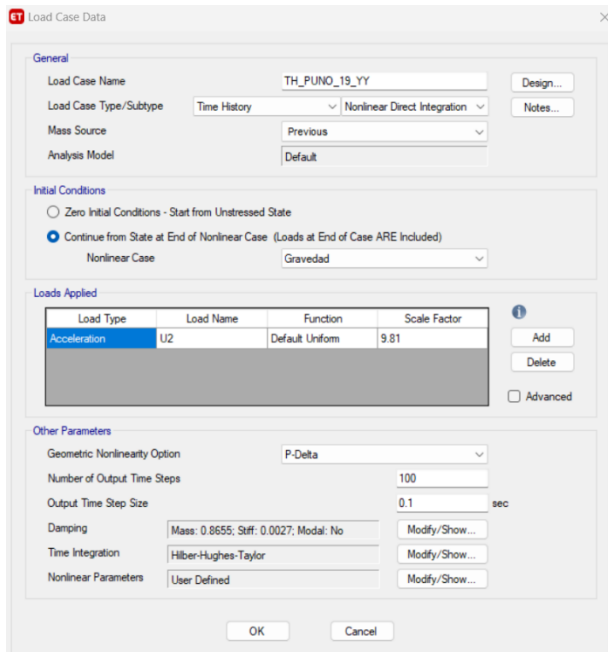 ET Load Case Data
General
Load Case Name TH_PUNO_19_YY Design...
Load Case Type/Subtype Time History Nonlinear Direct Integration Notes...
Mass Source Previous
Analysis Model Default
Initial Conditions
Zero Initial Conditions - Start from Unstressed State
Continue from State at End of Nonlinear Case (Loads at End of Case ARE Included)
Nonlinear Case Gravedad
Loads Applied
Load Type Load Name Function Scale Factor
Acceleration U2 Default Uniform 9.81
Add
Delete
Advanced
Other Parameters
Geometric Nonlinearity Option P-Delta
Number of Output Time Steps 100
Output Time Step Size 0.1 sec
Damping Mass: 0.8655; Stiff: 0.0027; Modal: No Modify/Show...
Time Integration Hilber-Hughes-Taylor Modify/Show...
Nonlinear Parameters User Defined Modify/Show...
OK Cancel